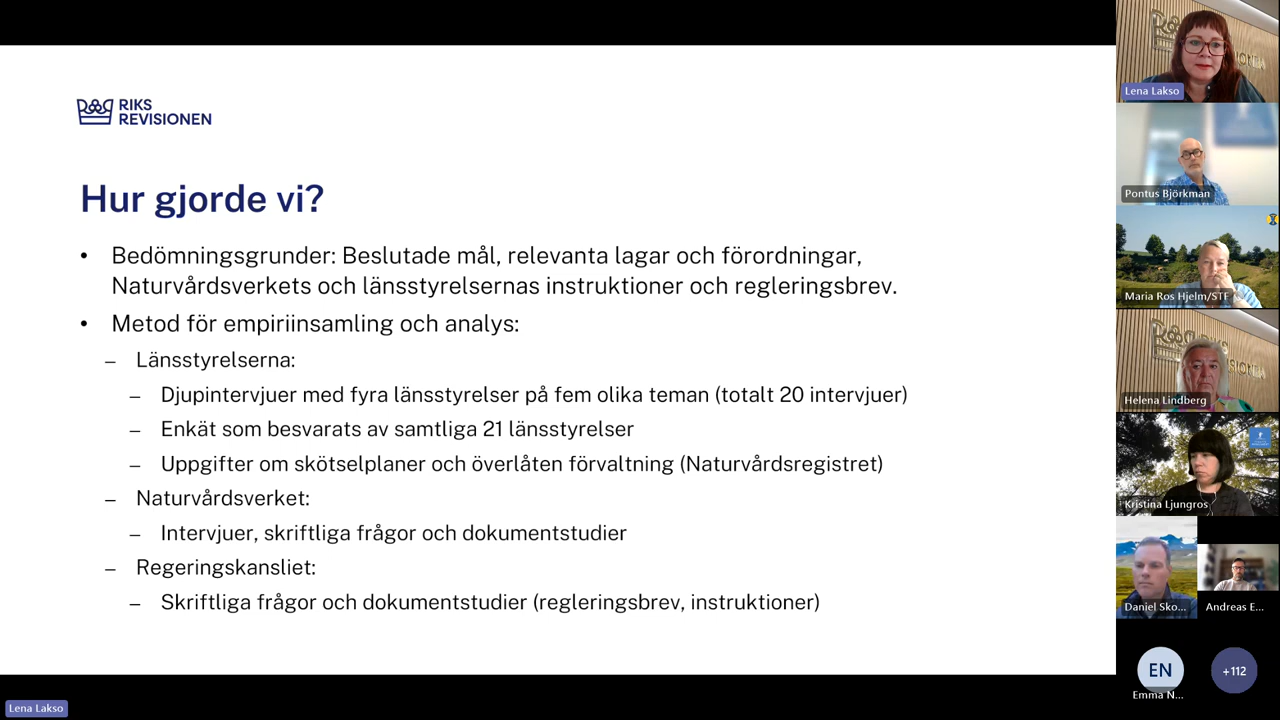 RIKS
REVISIONEN
Hur gjorde vi?
• Bedömningsgrunder: Beslutade mål, relevanta lagar och förordningar,
Naturvårdsverkets och länsstyrelsernas instruktioner och regleringsbrev.
• Metod för empiriinsamling och analys:
– Länsstyrelserna:
– Djupintervjuer med fyra länsstyrelser på fem olika teman (totalt 20 intervjuer)
– Enkät som besvarats av samtliga 21 länsstyrelser
– Uppgifter om skötselplaner och överlåten förvaltning (Naturvårdsregistret)
– Naturvårdsverket:
– Intervjuer, skriftliga frågor och dokumentstudier
– Regeringskansliet:
– Skriftliga frågor och dokumentstudier (regleringsbrev, instruktioner)
Lena Lakso
Lena Lakso
Pontus Björkman
Maria Ros Hjelm/STF
Helena Lindberg
Kristina Ljungros
Daniel Sko...
Andreas E...
EN
Emma N...
+112